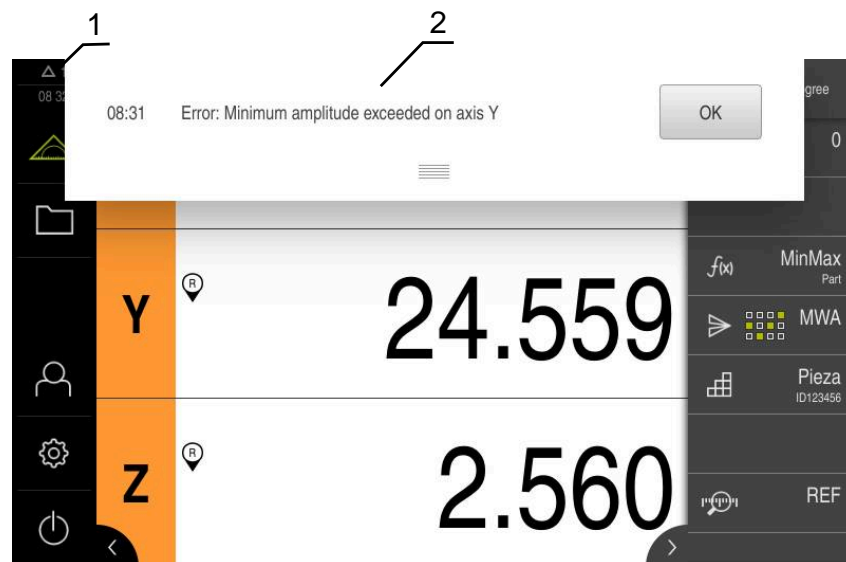 1
2
08:31 Error: Minimum amplitude exceeded on axis Y OK
0
Y R 24.559
f(x) MinMax
Part
MWA
Pieza
ID123456
Z R 2.560
REF